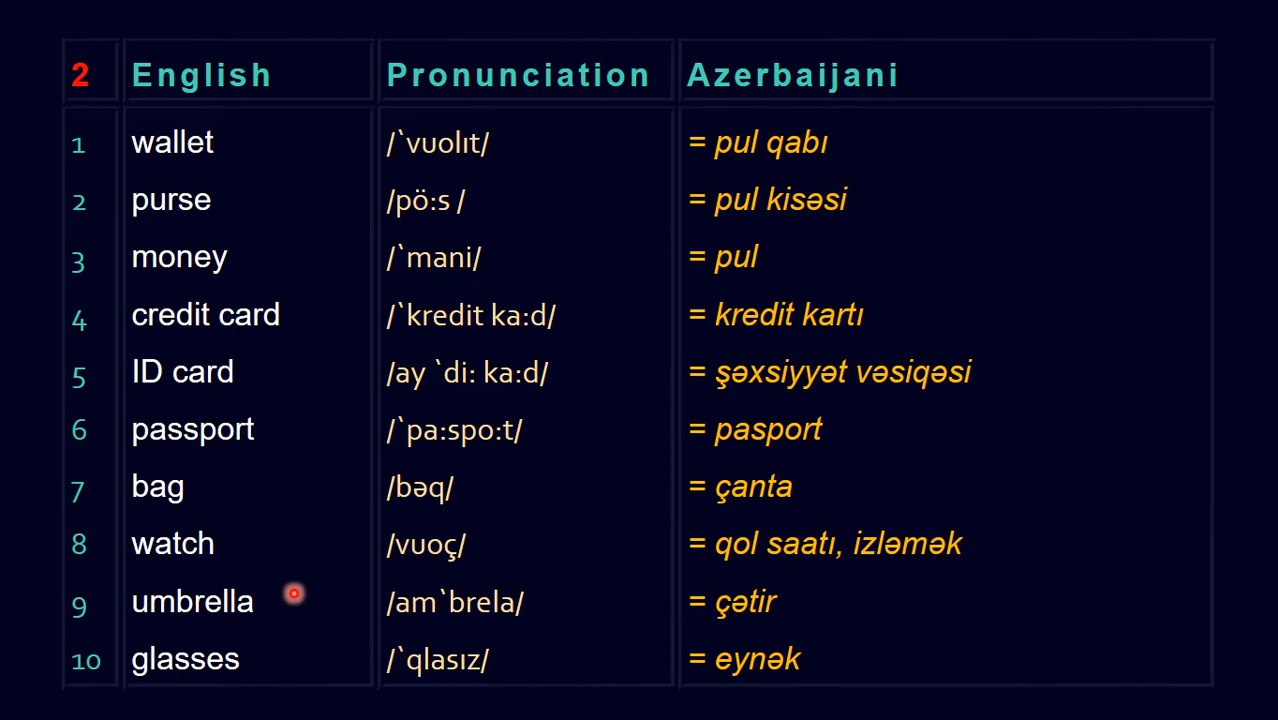 2 English Pronunciation Azerbaijani
1 wallet /`vuolıt/ = pul qabı
2 purse /pö:s / = pul kisəsi
3 money /`mani/ = pul
4 credit card /`kredit ka:d/ = kredit kartı
5 ID card /ay `di: ka:d/ = şəxsiyyət vəsiqəsi
6 passport /`pa:spo:t/ = pasport
7 bag /bəq/ = çanta
8 watch /vuoç/ = qol saatı, izləmək
9 umbrella /am`brela/ = çətir
10 glasses /`qlasız/ = eynək